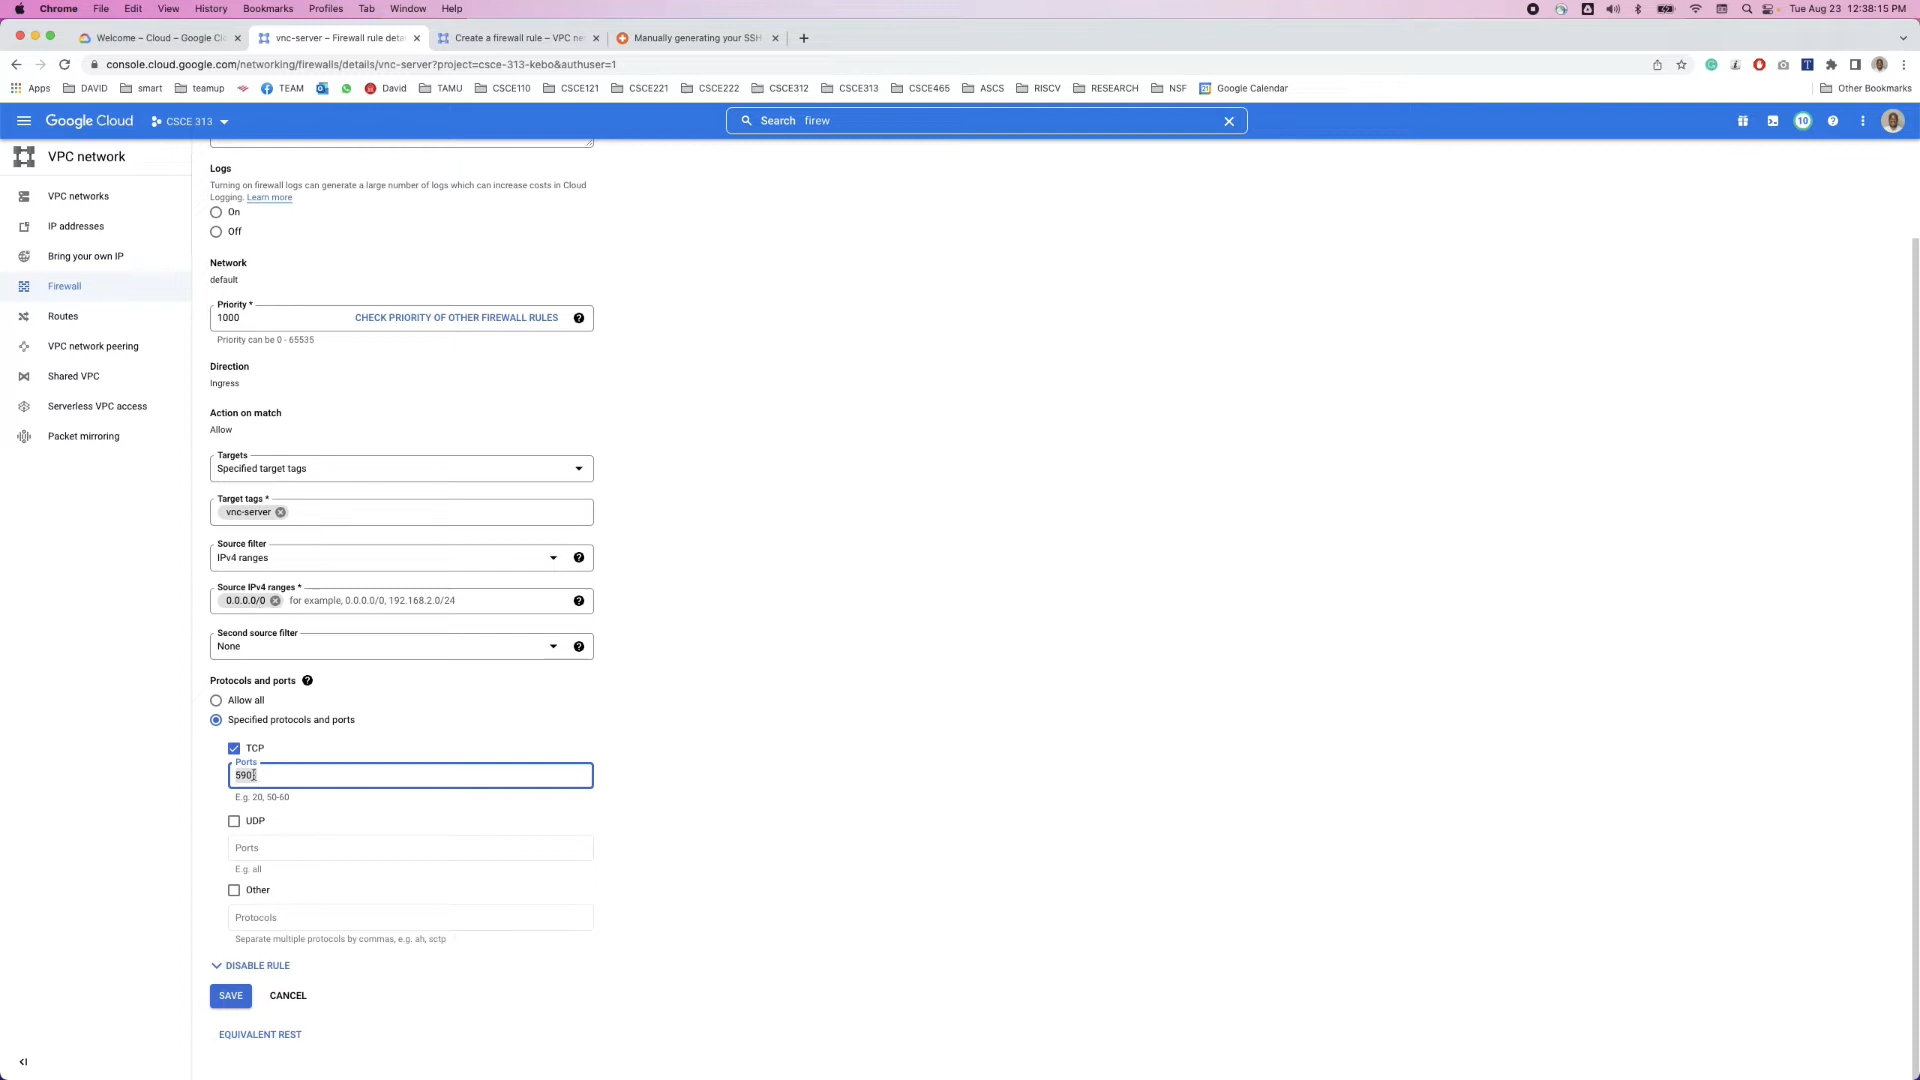 Chrome File Edit View History Bookmarks Profiles Tab Window Help Tue Aug 23 12:38:15 PM
Welcome – Cloud – Google Cl vnc-server – Firewall rule deta Create a firewall rule – VPC ne Manually generating your SSH
console.cloud.google.com/networking/firewalls/details/vnc-server?project=csce-313-kebo&authuser=1
Apps DAVID smart teamup TEAM David TAMU CSCE110 CSCE121 CSCE221 CSCE222 CSCE312 CSCE313 CSCE465 ASCS RISCV RESEARCH NSF Google Calendar Other Bookmarks
Google Cloud CSCE 313 Search firew 10
VPC network
VPC networks
IP addresses
Bring your own IP
Firewall
Routes
VPC network peering
Shared VPC
Serverless VPC access
Packet mirroring
Logs
Turning on firewall logs can generate a large number of logs which can increase costs in Cloud
Logging. Learn more
On
Off
Network
default
Priority *
1000 CHECK PRIORITY OF OTHER FIREWALL RULES
Priority can be 0 - 65535
Direction
Ingress
Action on match
Allow
Targets
Specified target tags
Target tags *
vnc-server
Source filter
IPv4 ranges
Source IPv4 ranges *
0.0.0.0/0 for example, 0.0.0.0/0, 192.168.2.0/24
Second source filter
None
Protocols and ports
Allow all
Specified protocols and ports
TCP
Ports
E.g. 20, 50-60
UDP
Ports
E.g. all
Other
Protocols
Separate multiple protocols by commas, e.g. ah, sctp
DISABLE RULE
SAVE CANCEL
EQUIVALENT REST